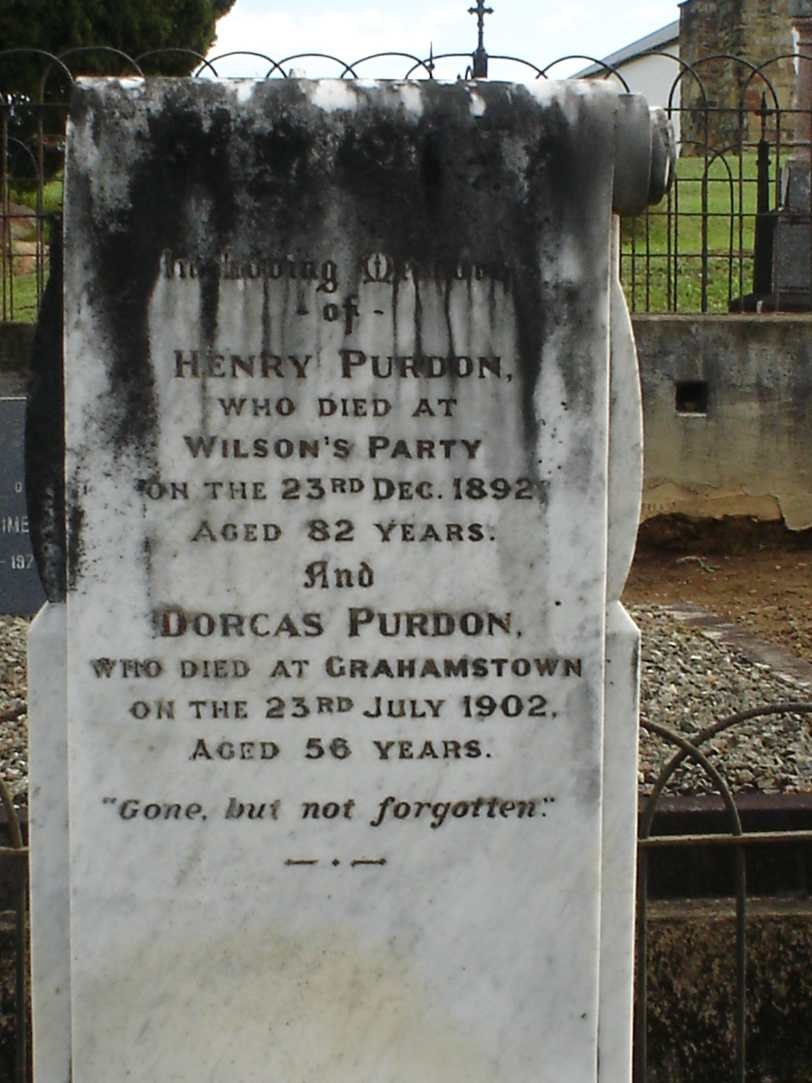 In Loving Memory
- of -
HENRY PURDON,
WHO DIED AT
WILSON'S PARTY
ON THE 23RD DEC. 1892,
AGED 82 YEARS.
And
DORCAS PURDON,
WHO DIED AT GRAHAMSTOWN
ON THE 23RD JULY 1902,
AGED 56 YEARS.
"Gone, but not forgotten."